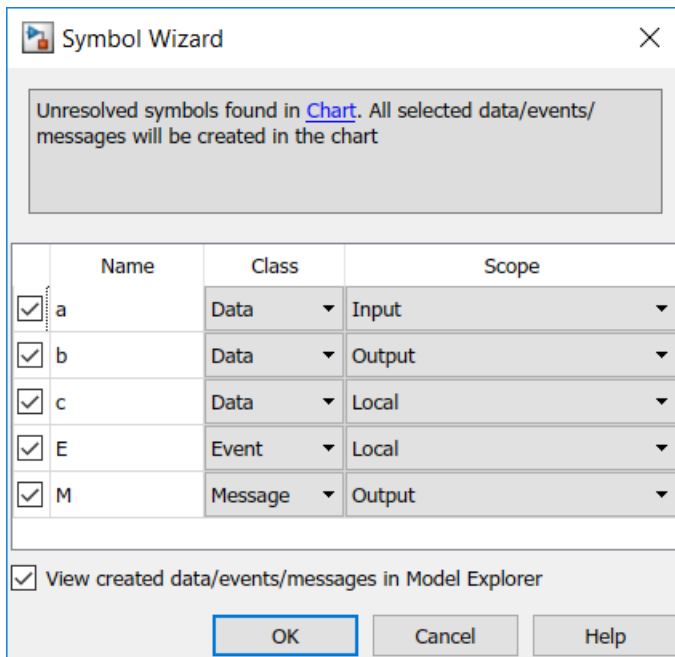 Symbol Wizard
Unresolved symbols found in Chart. All selected data/events/
messages will be created in the chart
Name Class Scope
a Data Input
b Data Output
c Data Local
E Event Local
M Message Output
View created data/events/messages in Model Explorer
OK Cancel Help